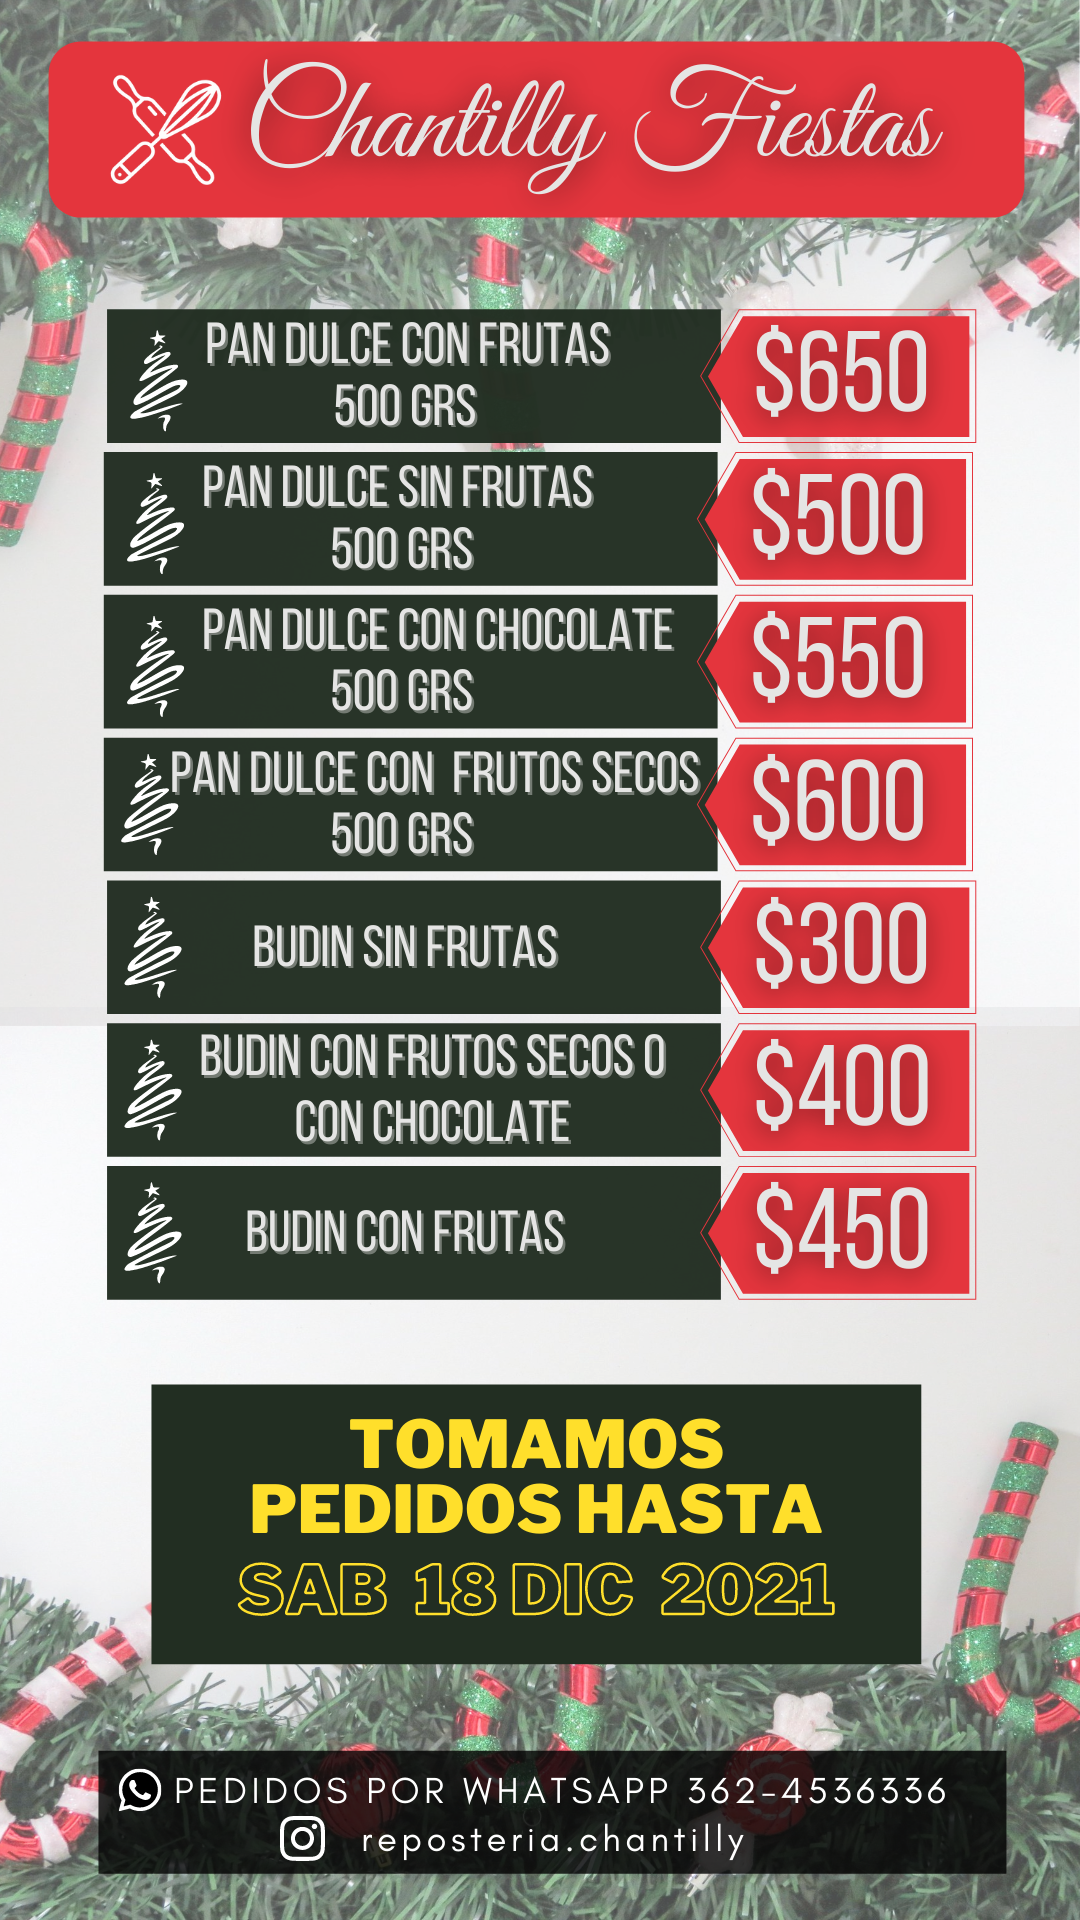 Chantilly Fiestas
PAN DULCE CON FRUTAS
500 GRS
$650
PAN DULCE SIN FRUTAS
500 GRS
$500
PAN DULCE CON CHOCOLATE
500 GRS
$550
PAN DULCE CON FRUTOS SECOS
500 GRS
$600
BUDIN SIN FRUTAS
$300
BUDIN CON FRUTOS SECOS O
CON CHOCOLATE
$400
BUDIN CON FRUTAS
$450
TOMAMOS
PEDIDOS HASTA
SAB 18 DIC 2021
PEDIDOS POR WHATSAPP 362-4536336
reposteria.chantilly